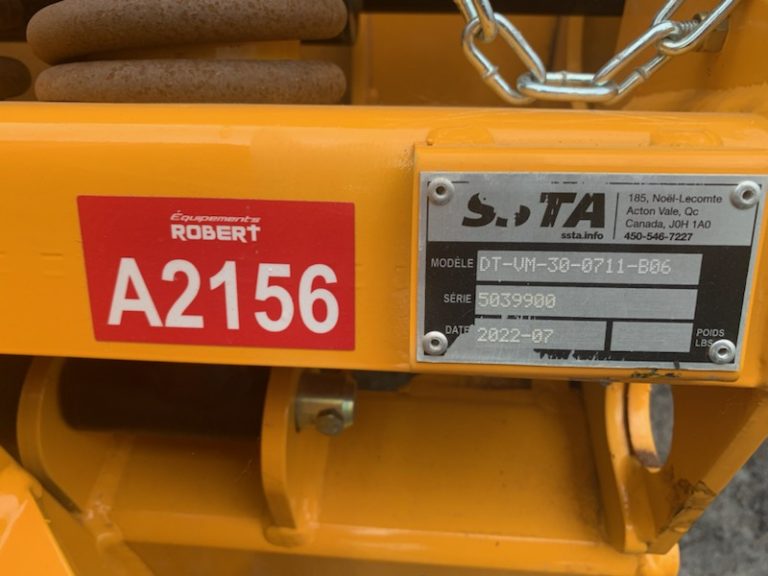 Équipements
ROBERT
A2156
SSTA
ssta.info
185, Noël-Lecomte
Acton Vale, Qc
Canada, J0H 1A0
450-546-7227
MODÈLE DT-VM-30-0711-B06
SÉRIE 5039900
DATE 2022-07
POIDS
LBS